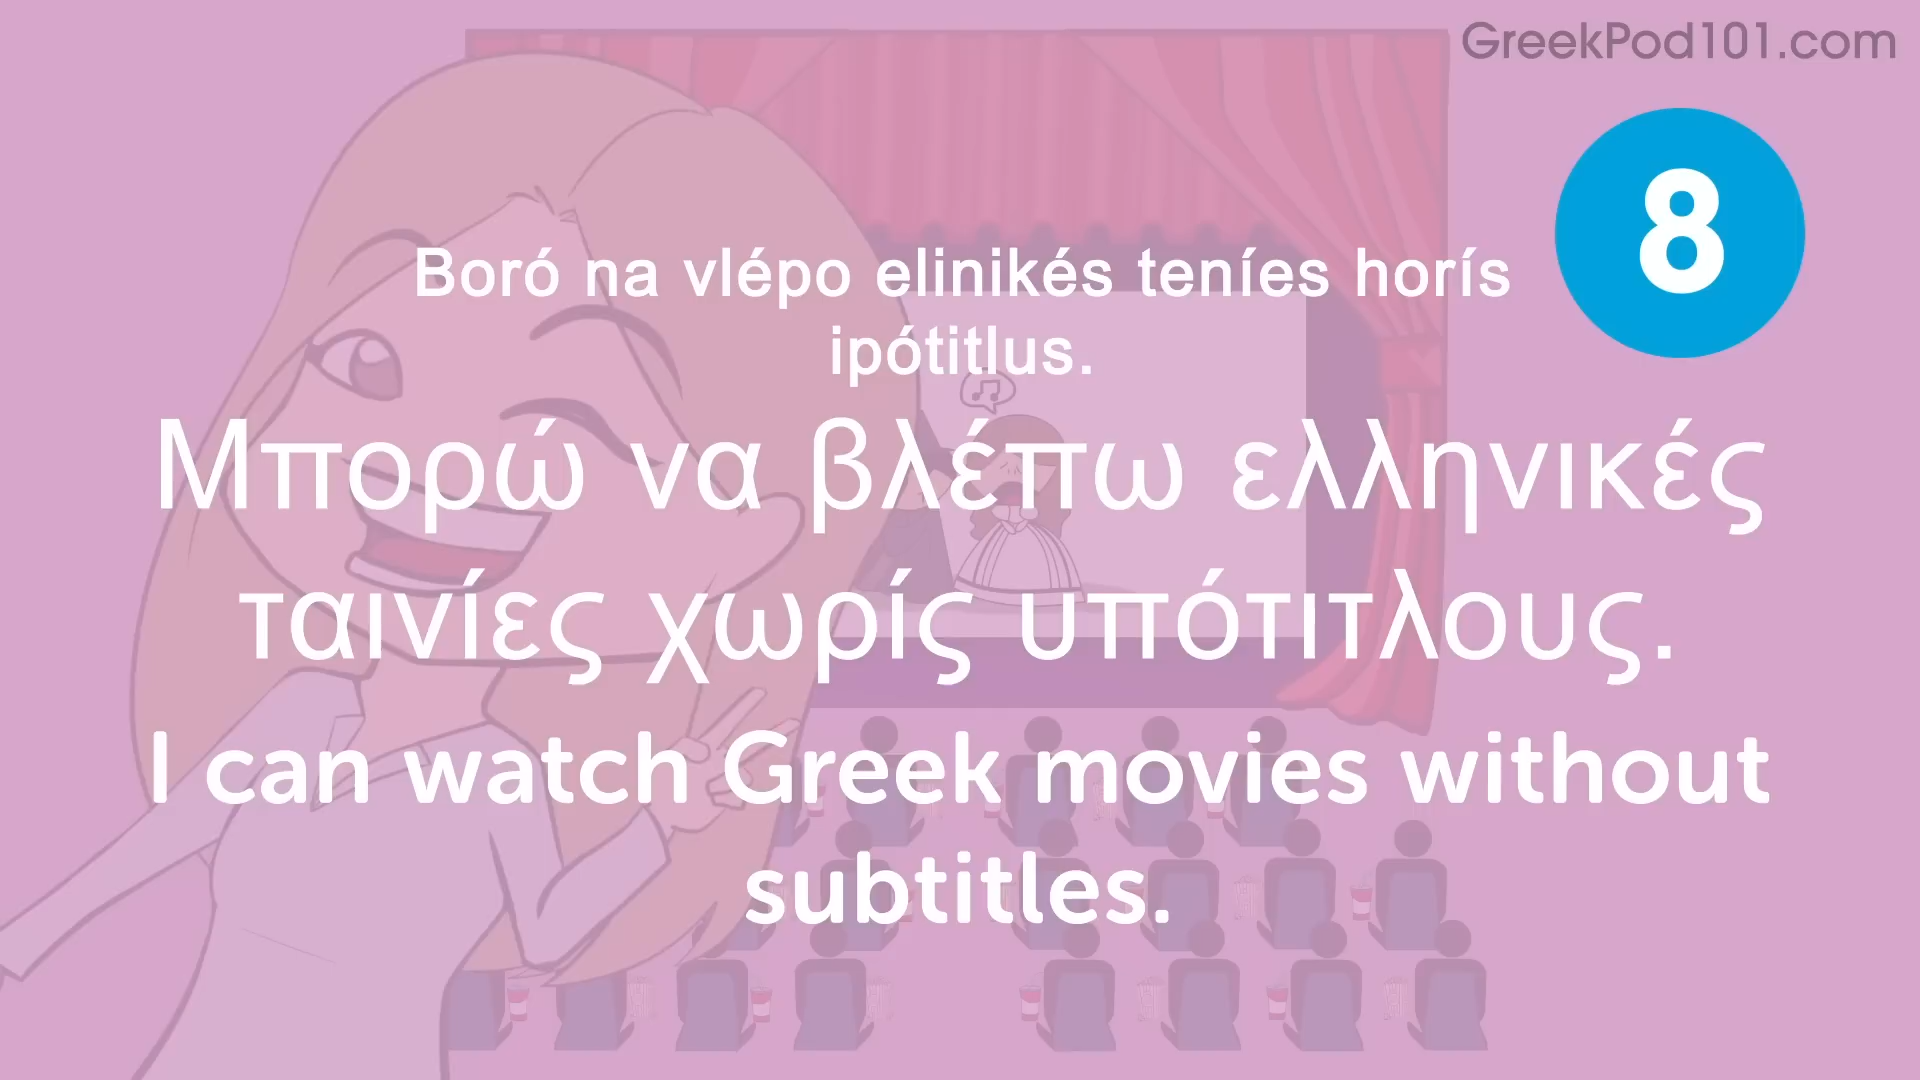 GreekPod101.com
8
Boró na vlépo elinikés teníes horís
ipótitlus.
Μπορώ να βλέπω ελληνικές
ταινίες χωρίς υπότιτλους.
I can watch Greek movies without
subtitles.